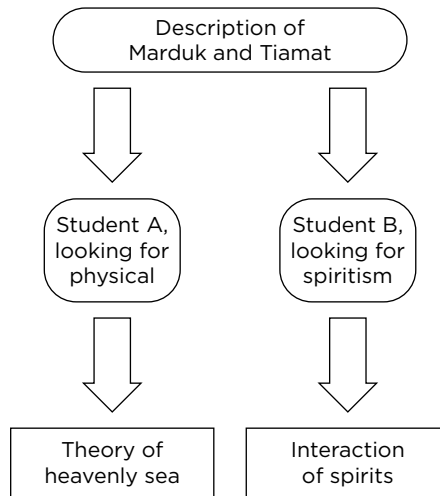 Description of
Marduk and Tiamat
Student A,
looking for
physical
Student B,
looking for
spiritism
Theory of
heavenly sea
Interaction
of spirits